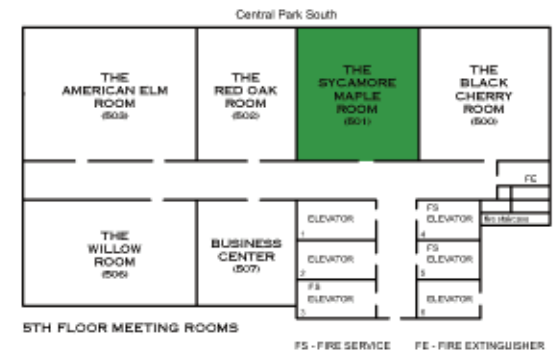 Central Park South
THE
AMERICAN ELM
ROOM
(503)
THE
RED OAK
ROOM
(502)
THE
SYCAMORE
MAPLE
ROOM
(501)
THE
BLACK
CHERRY
ROOM
(500)
FE
fire staircase
THE
WILLOW
ROOM
(506)
BUSINESS
CENTER
(507)
ELEVATOR
1
ELEVATOR
2
FS
ELEVATOR
3
FS
ELEVATOR
4
FS
ELEVATOR
5
ELEVATOR
6
5TH FLOOR MEETING ROOMS
FS - FIRE SERVICE FE - FIRE EXTINGUISHER